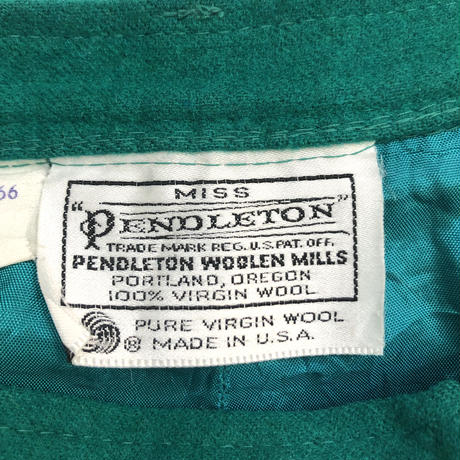 66
MISS
"PENDLETON"
TRADE MARK REG. U.S. PAT. OFF.
PENDLETON WOOLEN MILLS
PORTLAND, OREGON
100% VIRGIN WOOL
PURE VIRGIN WOOL
® MADE IN U.S.A.